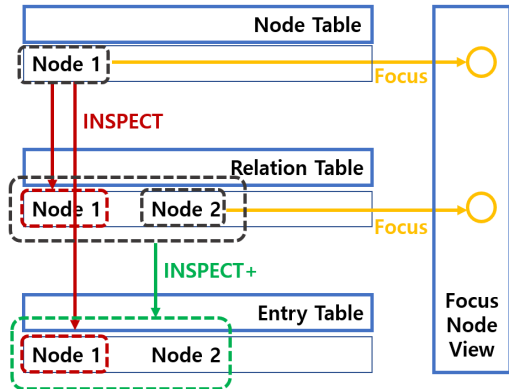 Node Table
Node 1
Focus
INSPECT
Relation Table
Node 1 Node 2
Focus
INSPECT+
Entry Table
Node 1 Node 2
Focus
Node
View